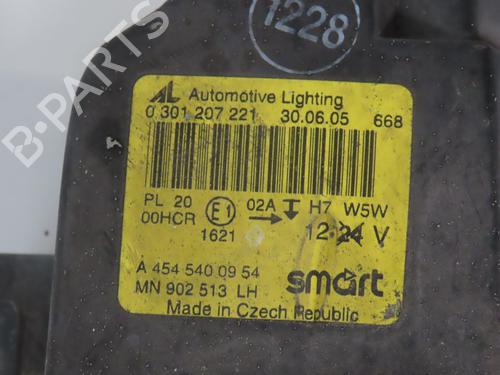 1228
B-PARTS
AL Automotive Lighting
0 301 207 221 30.06.05 668
PL 20 E1 02A H7 W5W
00HCR 1621 12-24 V
A 454 540 09 54
MN 902 513 LH smart
Made in Czech Republic